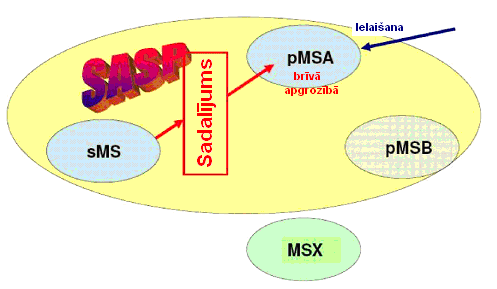 Ielaišana
pMSA
brīvā
apgrozībā
SASP
Sadalījums
sMS
pMSB
MSX